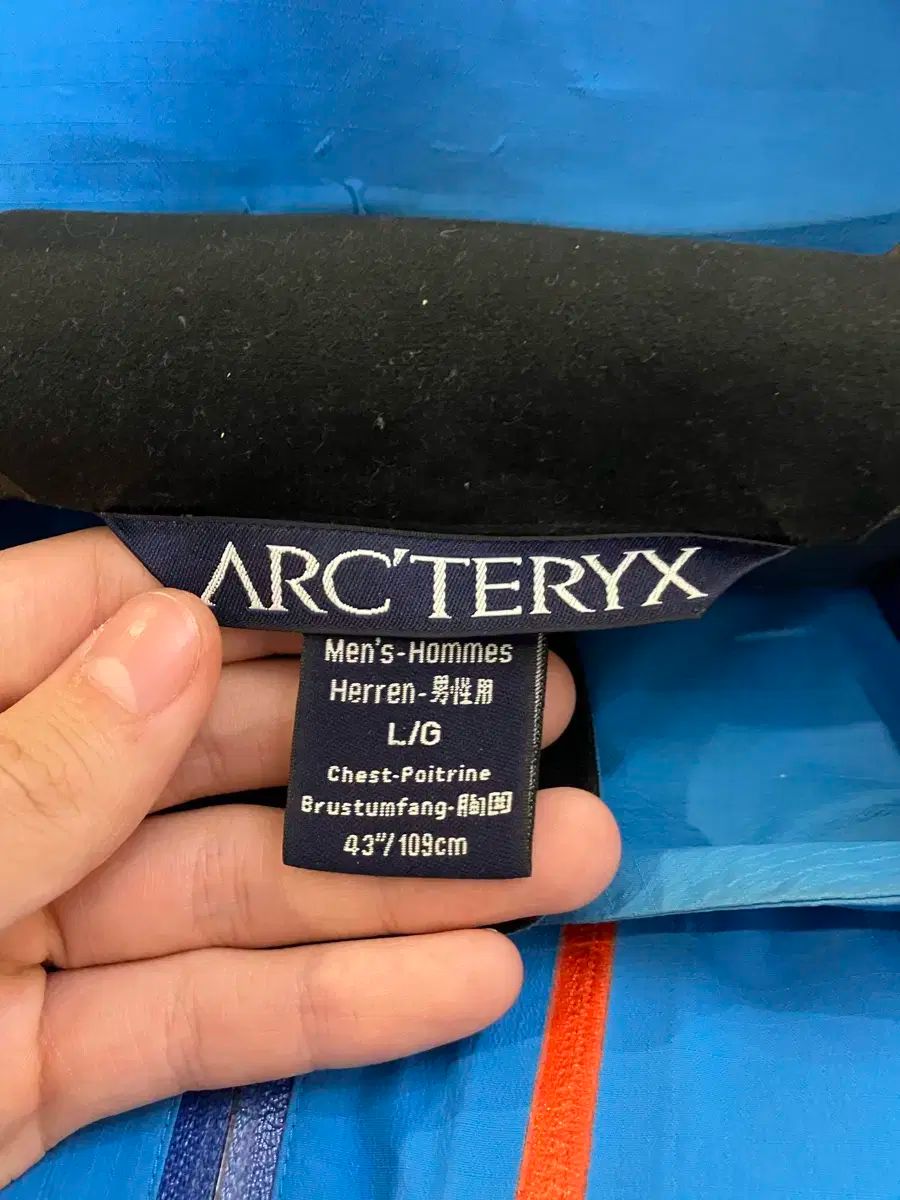 ARC'TERYX
Men's-Hommes
Herren-男性用
L/G
Chest-Poitrine
Brustumfang-胸囲
43"/109cm